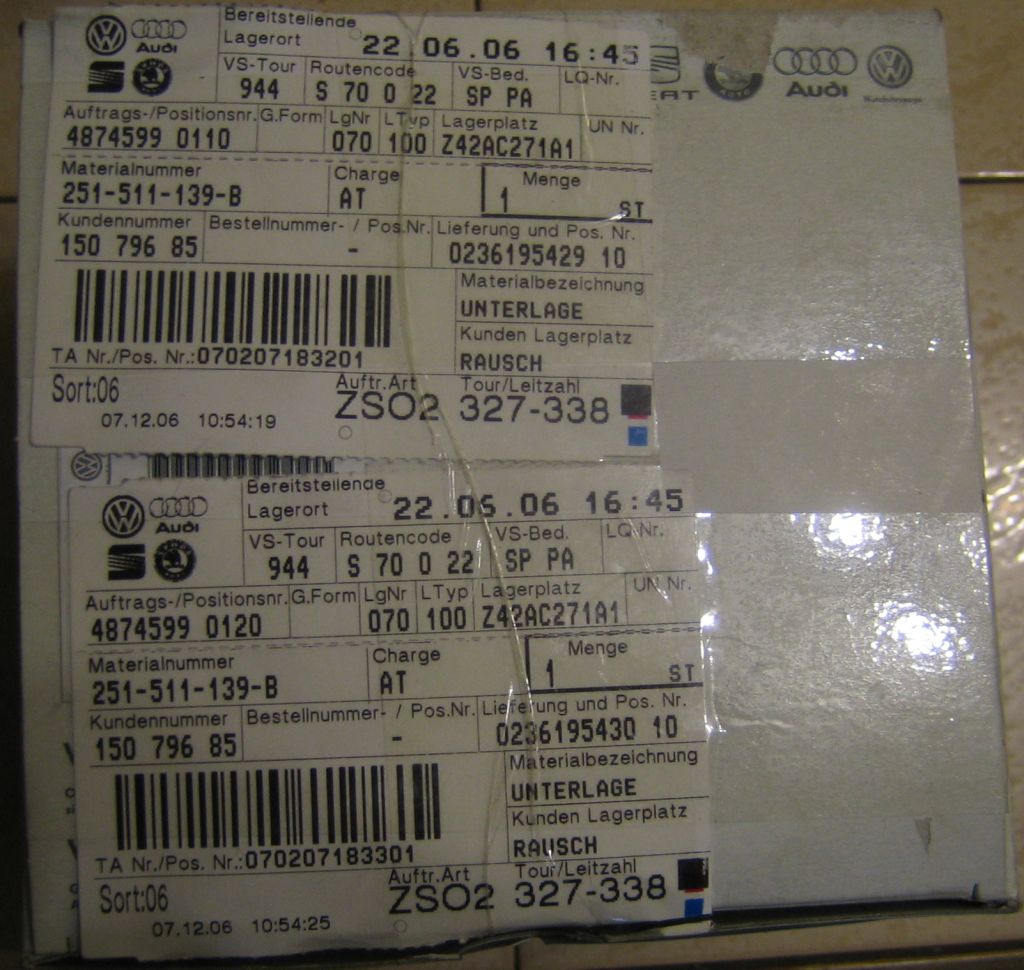 Bereitstellende
Lagerort 22.06.06 16:45
Audi
VS-Tour Routencode VS-Bed. LQ-Nr.
944 S 70 0 22 SP PA
Auftrags-/Positionsnr. G.Form LgNr LTyp Lagerplatz UN Nr.
4874599 0110 070 100 Z42AC271A1
Materialnummer Charge Menge
251-511-139-B AT 1 ST
Kundennummer Bestellnummer- / Pos.Nr. Lieferung und Pos. Nr.
150 796 85 - 0236195429 10
Materialbezeichnung
UNTERLAGE
Kunden Lagerplatz
TA Nr./Pos. Nr.:070207183201 RAUSCH
Sort:06 Auftr.Art Tour/Leitzahl
ZSO2 327-338
07.12.06 10:54:19
Audi
Bereitstellende
Lagerort 22.06.06 16:45
Audi
VS-Tour Routencode VS-Bed. LQ-Nr.
944 S 70 0 22 SP PA
Auftrags-/Positionsnr. G.Form LgNr LTyp Lagerplatz UN Nr.
4874599 0120 070 100 Z42AC271A1
Materialnummer Charge Menge
251-511-139-B AT 1 ST
Kundennummer Bestellnummer- / Pos.Nr. Lieferung und Pos. Nr.
150 796 85 - 0236195430 10
Materialbezeichnung
UNTERLAGE
Kunden Lagerplatz
TA Nr./Pos. Nr.:070207183301 RAUSCH
Sort:06 Auftr.Art Tour/Leitzahl
ZSO2 327-338
07.12.06 10:54:25